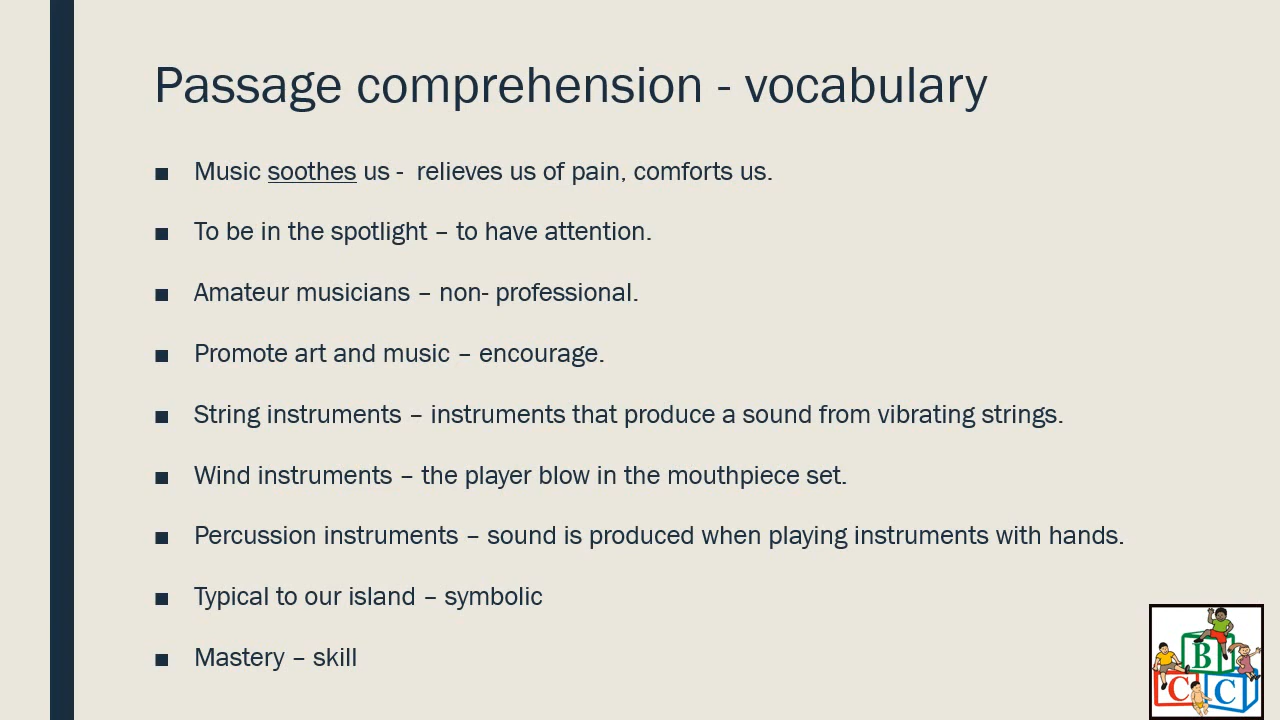 Passage comprehension - vocabulary
■ Music soothes us -  relieves us of pain, comforts us.
■ To be in the spotlight – to have attention.
■ Amateur musicians – non- professional.
■ Promote art and music – encourage.
■ String instruments – instruments that produce a sound from vibrating strings.
■ Wind instruments – the player blow in the mouthpiece set.
■ Percussion instruments – sound is produced when playing instruments with hands.
■ Typical to our island – symbolic
■ Mastery – skill
B
C C